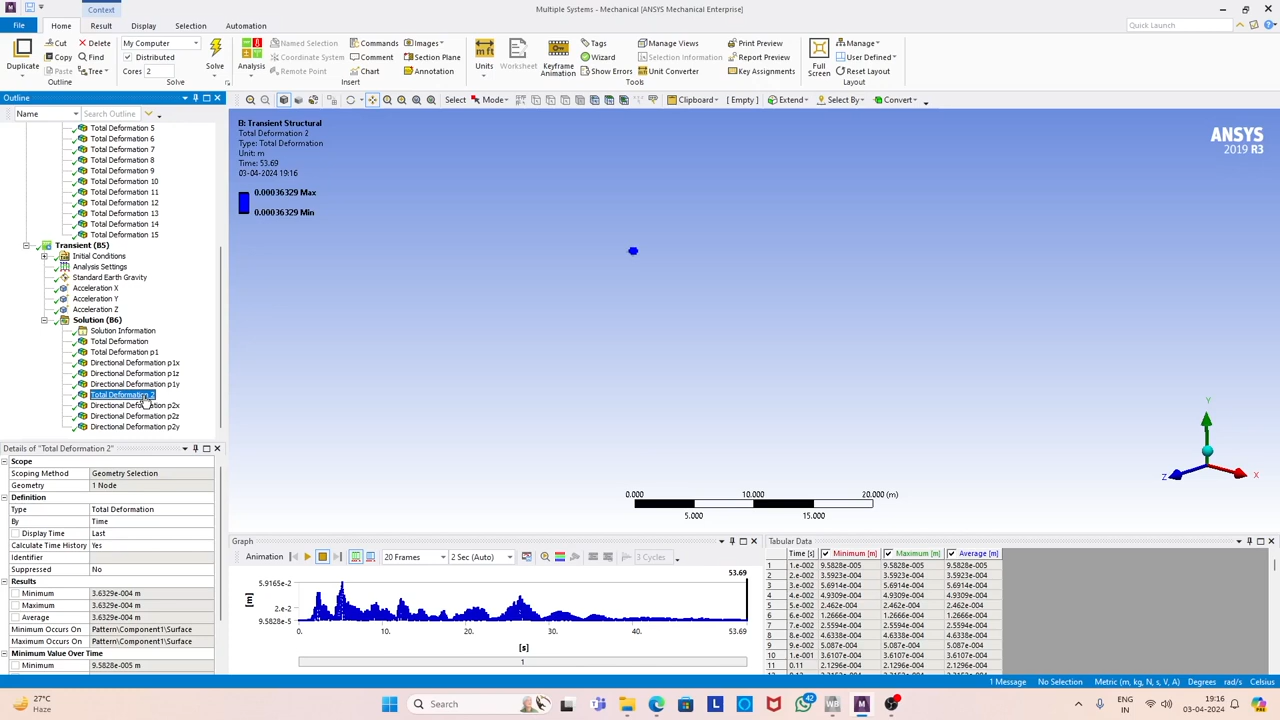 Context
Multiple Systems - Mechanical [ANSYS Mechanical Enterprise]
File Home Result Display Selection Automation
Quick Launch
Duplicate
Cut
Copy
Paste
Delete
Find
Tree
Outline
My Computer
Distributed
Cores 2
Solve
Solve
Analysis
Named Selection
Coordinate System
Remote Point
Commands
Comment
Chart
Images
Section Plane
Annotation
Insert
Units
Worksheet
Keyframe
Animation
Tags
Wizard
Show Errors
Manage Views
Selection Information
Unit Converter
Print Preview
Report Preview
Key Assignments
Tools
Full
Screen
Manage
User Defined
Reset Layout
Layout
Outline
Name Search Outline
Select Mode Clipboard [ Empty ] Extend Select By Convert
Total Deformation 5
Total Deformation 6
Total Deformation 7
Total Deformation 8
Total Deformation 9
Total Deformation 10
Total Deformation 11
Total Deformation 12
Total Deformation 13
Total Deformation 14
Total Deformation 15
Transient (B5)
Initial Conditions
Analysis Settings
Standard Earth Gravity
Acceleration X
Acceleration Y
Acceleration Z
Solution (B6)
Solution Information
Total Deformation
Total Deformation p1
Directional Deformation p1x
Directional Deformation p1z
Directional Deformation p1y
Total Deformation 2
Directional Deformation p2x
Directional Deformation p2z
Directional Deformation p2y
B: Transient Structural
Total Deformation 2
Type: Total Deformation
Unit: m
Time: 53.69
03-04-2024 19:16
0.00036329 Max
0.00036329 Min
ANSYS
2019 R3
Y
Z
X
0.000 10.000 20.000 (m)
5.000 15.000
Details of "Total Deformation 2"
Scope
Scoping Method Geometry Selection
Geometry 1 Node
Definition
Type Total Deformation
By Time
Display Time Last
Calculate Time History Yes
Identifier
Suppressed No
Results
Minimum 3.6329e-004 m
Maximum 3.6329e-004 m
Average 3.6329e-004 m
Minimum Occurs On Pattern\Component1\Surface
Maximum Occurs On Pattern\Component1\Surface
Minimum Value Over Time
Minimum 9.5828e-005 m
Graph
Animation 20 Frames 2 Sec (Auto) 3 Cycles
53.69
5.9165e-2
[m]
2.e-2
9.5828e-5
0. 10. 20. 30. 40. 53.69
[s]
1
Tabular Data
Time [s] Minimum [m] Maximum [m] Average [m]
1 1.e-002 9.5828e-005 9.5828e-005 9.5828e-005
2 2.e-002 3.5923e-004 3.5923e-004 3.5923e-004
3 3.e-002 5.6914e-004 5.6914e-004 5.6914e-004
4 4.e-002 4.9309e-004 4.9309e-004 4.9309e-004
5 5.e-002 2.462e-004 2.462e-004 2.462e-004
6 6.e-002 1.2666e-004 1.2666e-004 1.2666e-004
7 7.e-002 2.5594e-004 2.5594e-004 2.5594e-004
8 8.e-002 4.6338e-004 4.6338e-004 4.6338e-004
9 9.e-002 5.087e-004 5.087e-004 5.087e-004
10 0.1 3.6107e-004 3.6107e-004 3.6107e-004
11 0.11 2.1296e-004 2.1296e-004 2.1296e-004
1 Message No Selection Metric (m, kg, N, s, V, A) Degrees rad/s Celsius
27°C
Haze
Search
42
ENG
IN
19:16
03-04-2024